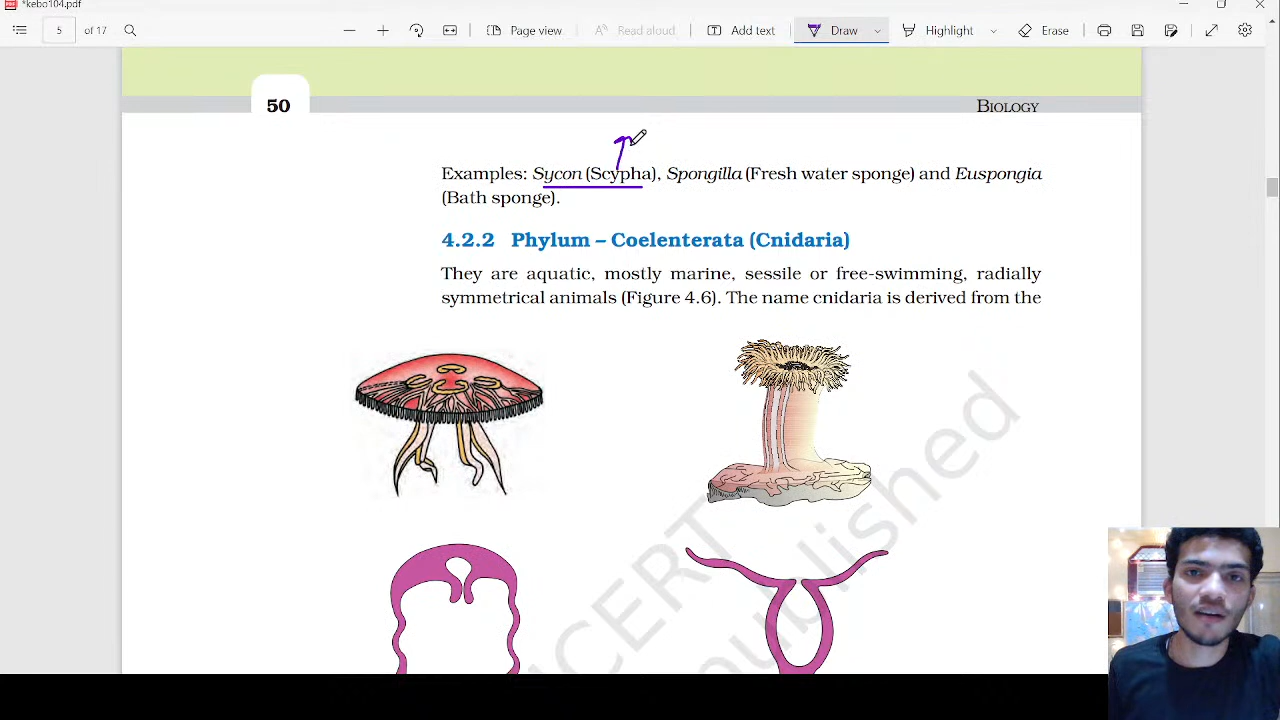 *kebo104.pdf
5 of 17 Page view Read aloud Add text Draw Highlight Erase
50 BIOLOGY
Examples: Sycon (Scypha), Spongilla (Fresh water sponge) and Euspongia
(Bath sponge).
4.2.2 Phylum – Coelenterata (Cnidaria)
They are aquatic, mostly marine, sessile or free-swimming, radially
symmetrical animals (Figure 4.6). The name cnidaria is derived from the
NCERT
published